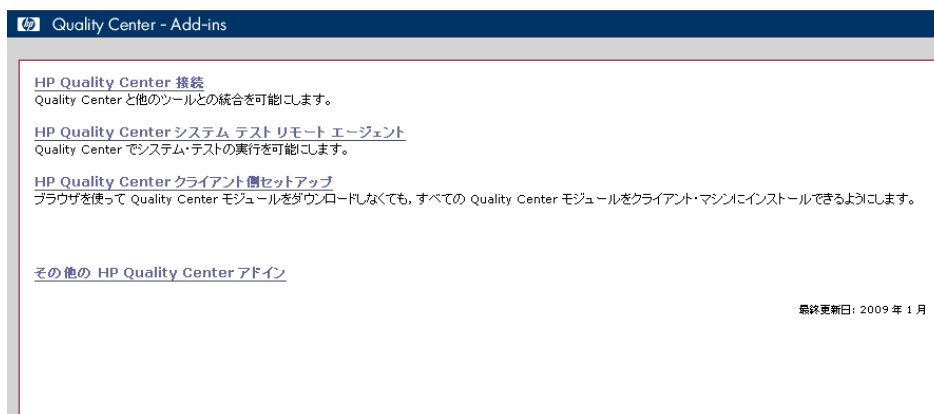 hp Quality Center - Add-ins
HP Quality Center 接続
Quality Center と他のツールとの統合を可能にします。
HP Quality Center システム テスト リモート エージェント
Quality Center でシステム・テストの実行を可能にします。
HP Quality Center クライアント側セットアップ
ブラウザを使って Quality Center モジュールをダウンロードしなくても, すべての Quality Center モジュールをクライアント・マシンにインストールできるようにします。
その他の HP Quality Center アドイン
最終更新日: 2009 年 1 月